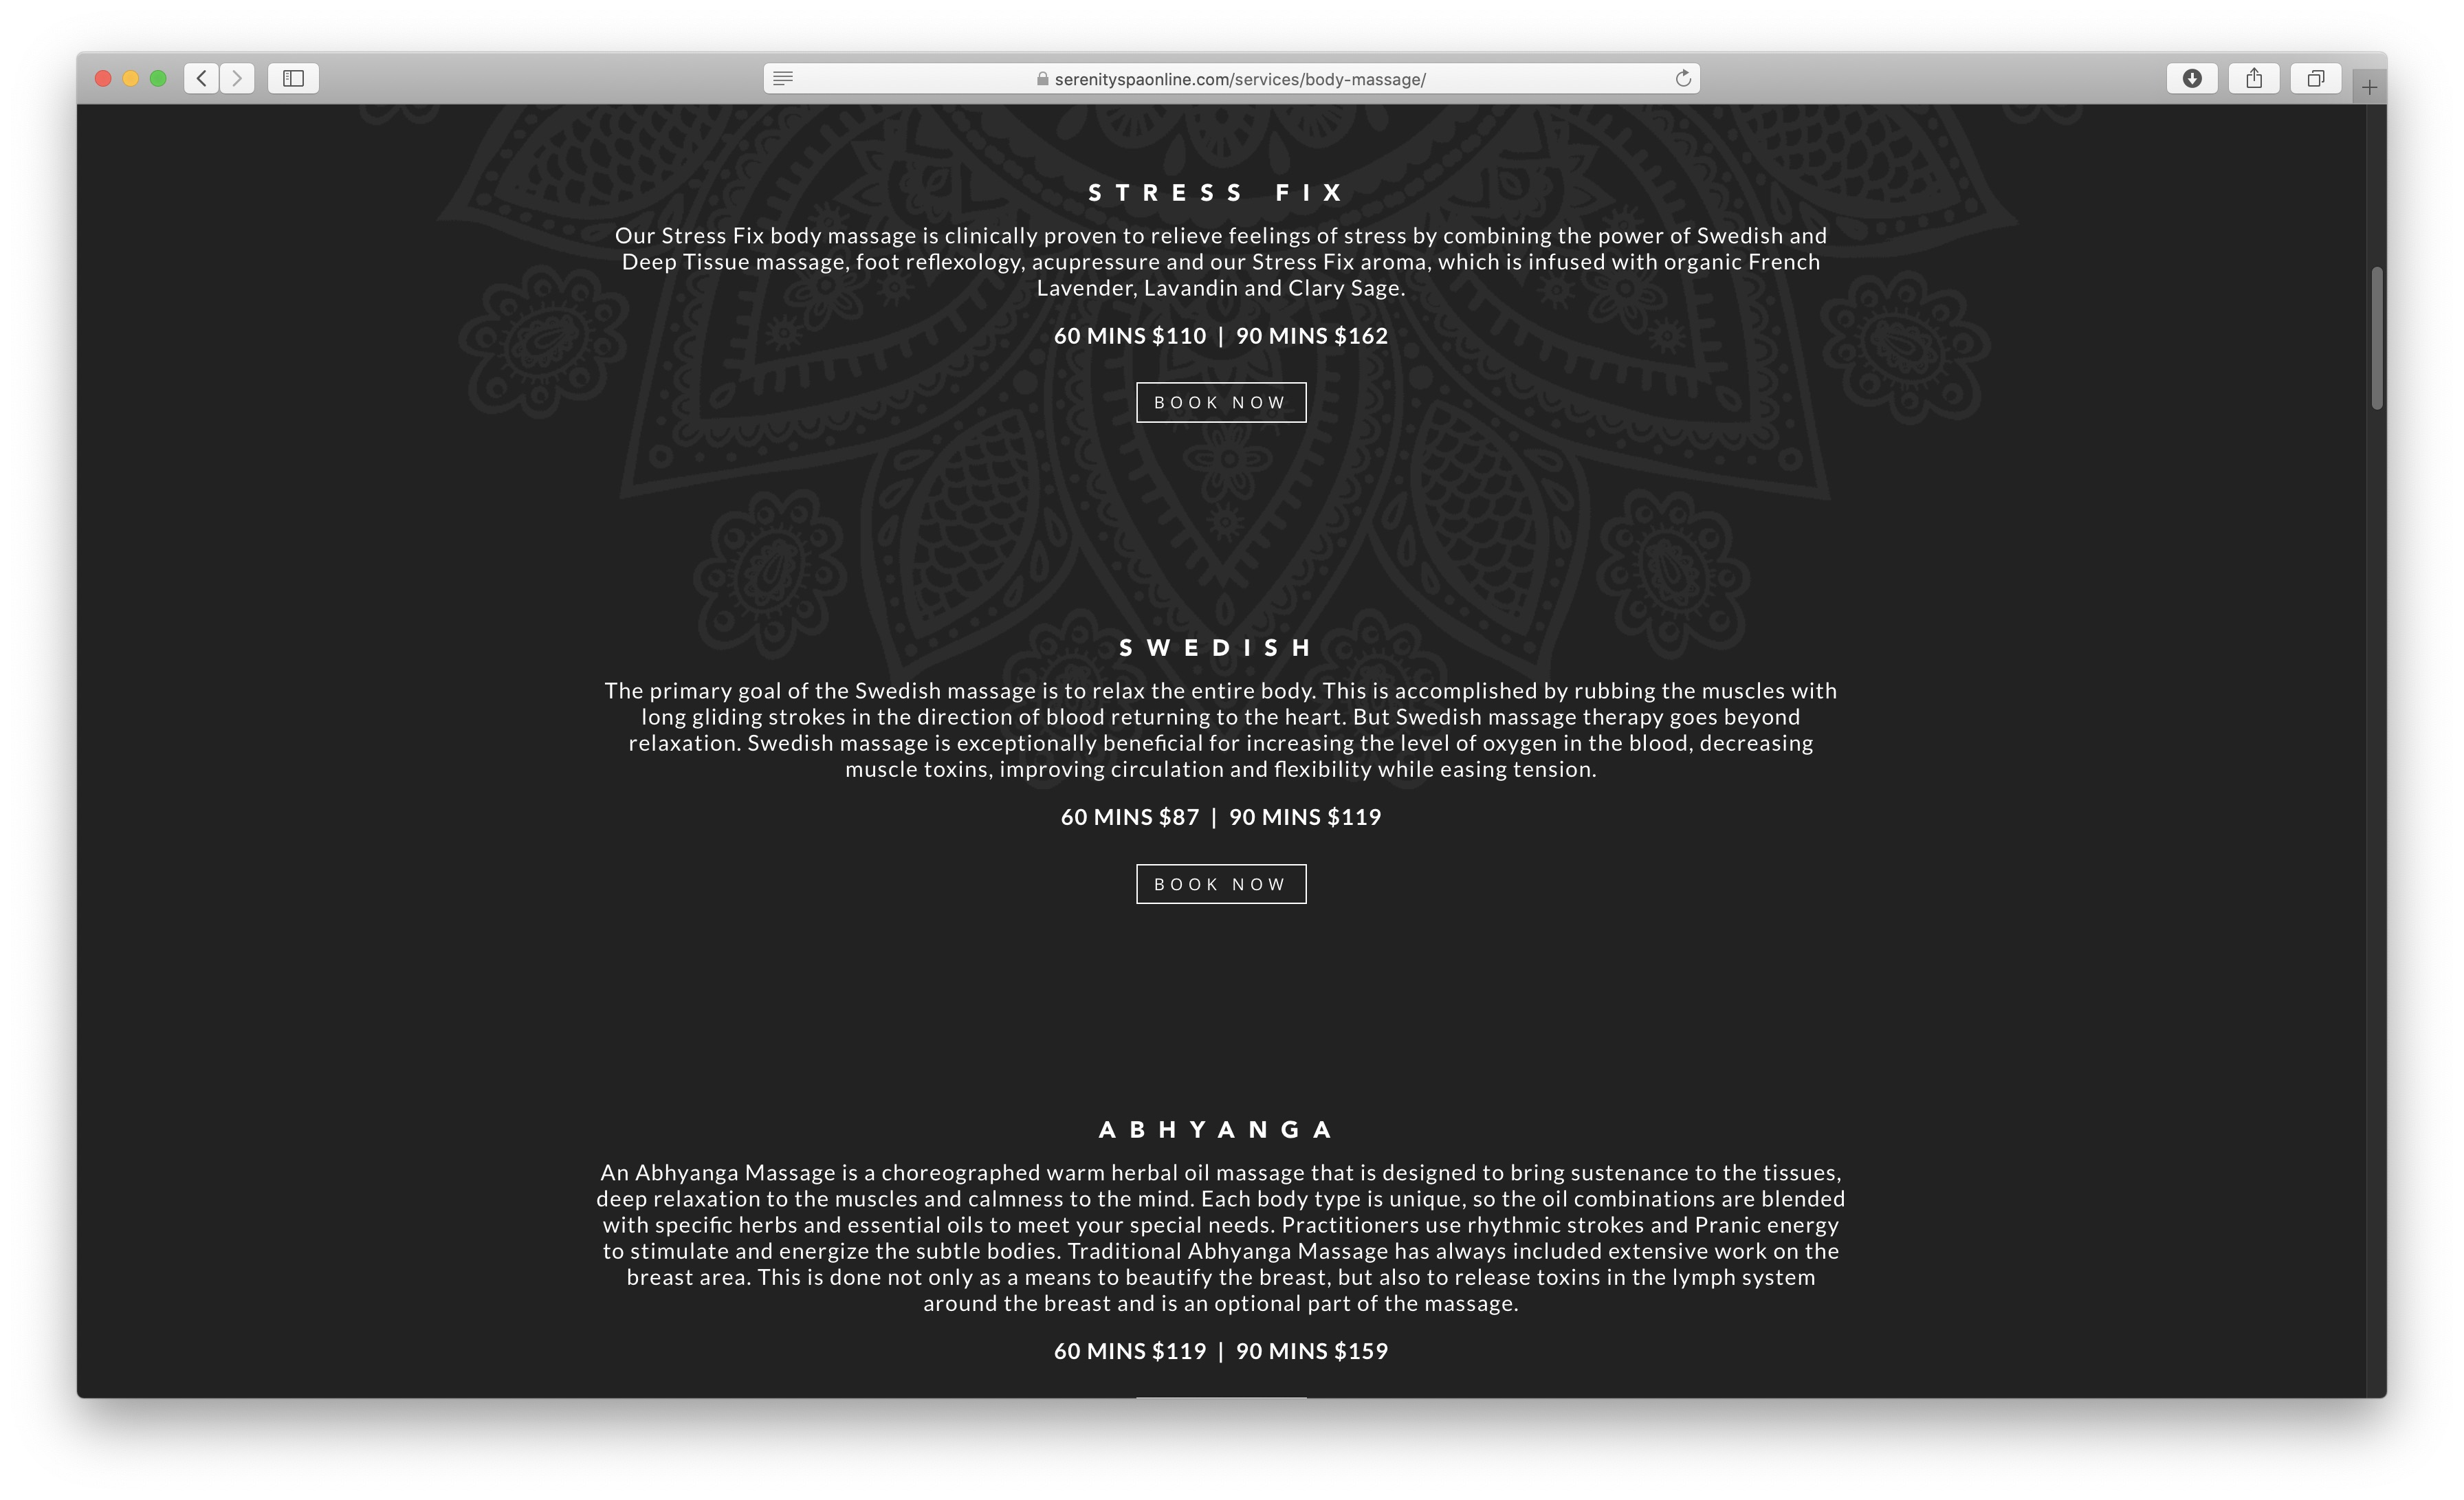 serenityspaonline.com/services/body-massage/
STRESS FIX
Our Stress Fix body massage is clinically proven to relieve feelings of stress by combining the power of Swedish and
Deep Tissue massage, foot reflexology, acupressure and our Stress Fix aroma, which is infused with organic French
Lavender, Lavandin and Clary Sage.
60 MINS $110 | 90 MINS $162
BOOK NOW
SWEDISH
The primary goal of the Swedish massage is to relax the entire body. This is accomplished by rubbing the muscles with
long gliding strokes in the direction of blood returning to the heart. But Swedish massage therapy goes beyond
relaxation. Swedish massage is exceptionally beneficial for increasing the level of oxygen in the blood, decreasing
muscle toxins, improving circulation and flexibility while easing tension.
60 MINS $87 | 90 MINS $119
BOOK NOW
ABHYANGA
An Abhyanga Massage is a choreographed warm herbal oil massage that is designed to bring sustenance to the tissues,
deep relaxation to the muscles and calmness to the mind. Each body type is unique, so the oil combinations are blended
with specific herbs and essential oils to meet your special needs. Practitioners use rhythmic strokes and Pranic energy
to stimulate and energize the subtle bodies. Traditional Abhyanga Massage has always included extensive work on the
breast area. This is done not only as a means to beautify the breast, but also to release toxins in the lymph system
around the breast and is an optional part of the massage.
60 MINS $119 | 90 MINS $159